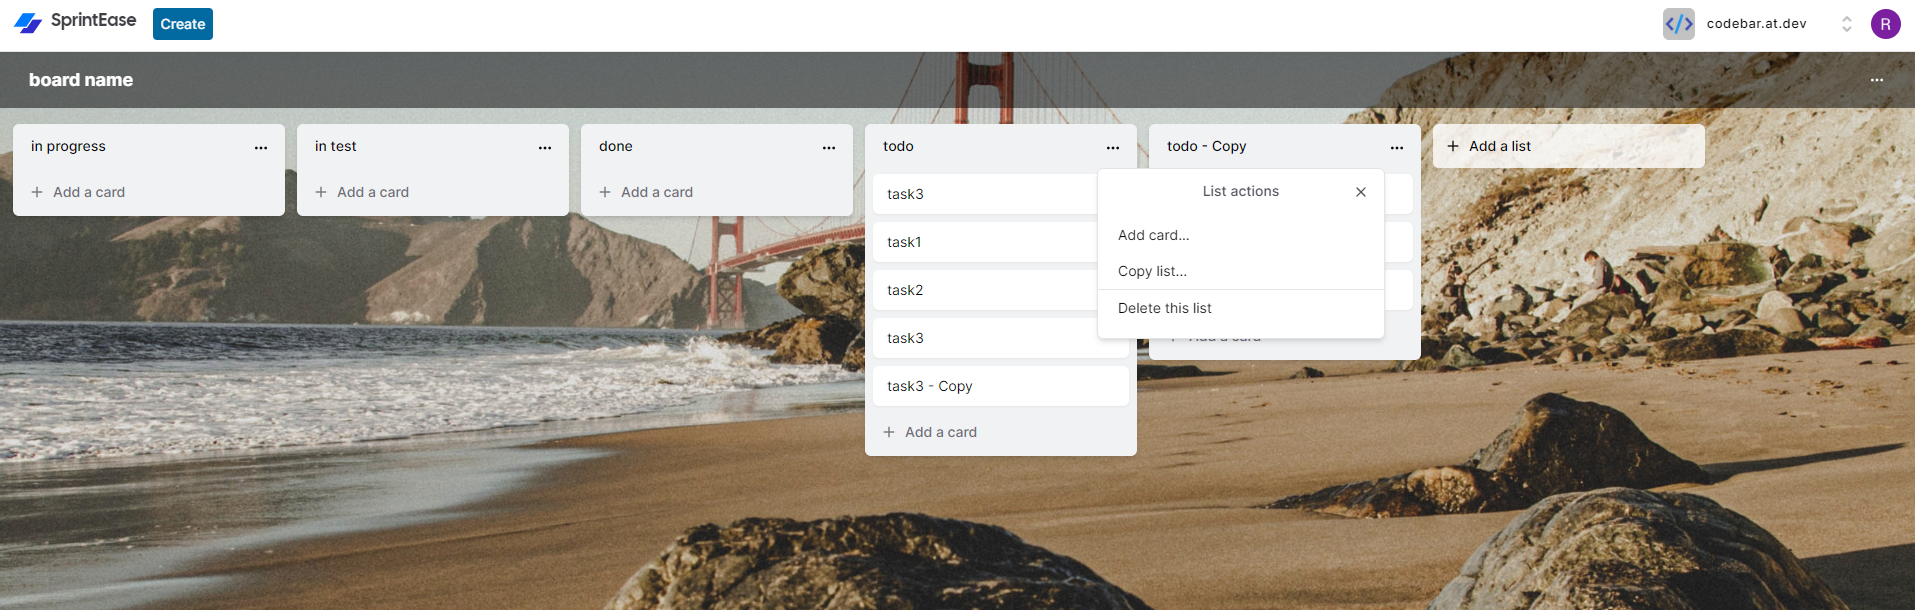 SprintEase
Create
</> codebar.at.dev
R
board name
in progress
+ Add a card
in test
+ Add a card
done
+ Add a card
todo
task3
task1
task2
task3
task3 - Copy
+ Add a card
todo - Copy
List actions
Add card...
Copy list...
Delete this list
+ Add a card
+ Add a list